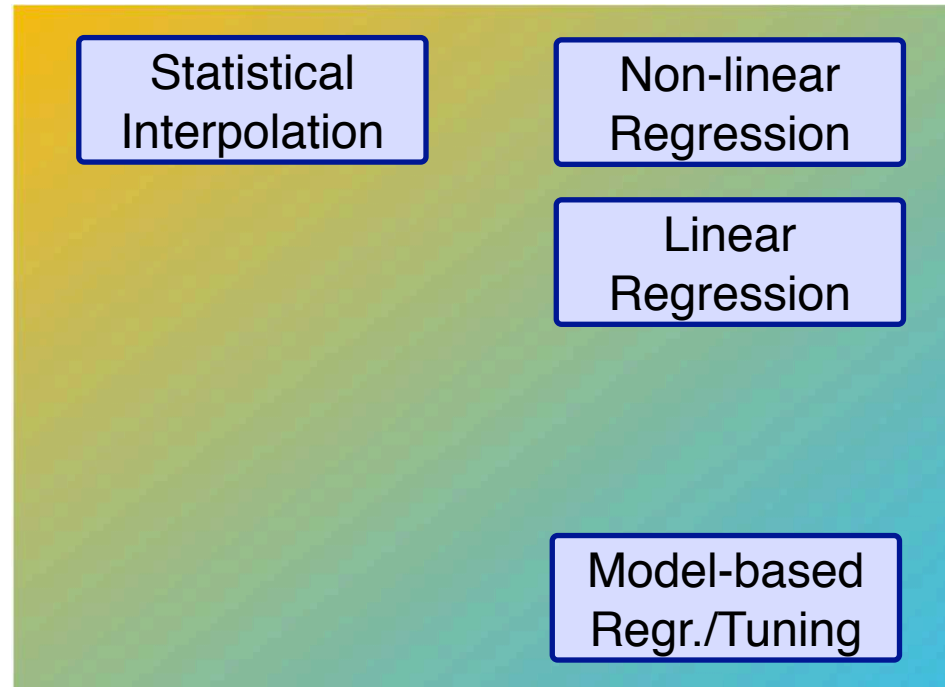 Statistical
Interpolation
Non-linear
Regression
Linear
Regression
Model-based
Regr./Tuning